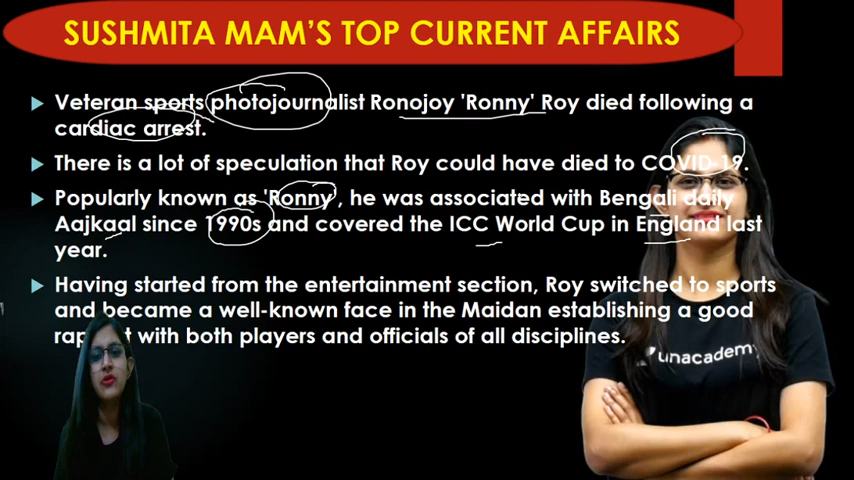 SUSHMITA MAM'S TOP CURRENT AFFAIRS
Veteran sports photojournalist Ronojoy 'Ronny' Roy died following a
cardiac arrest.
There is a lot of speculation that Roy could have died to COVID-19.
Popularly known as 'Ronny', he was associated with Bengali daily
Aajkaal since 1990s and covered the ICC World Cup in England last
year.
Having started from the entertainment section, Roy switched to sports
and became a well-known face in the Maidan establishing a good
with both players and officials of all disciplines.
unacademy